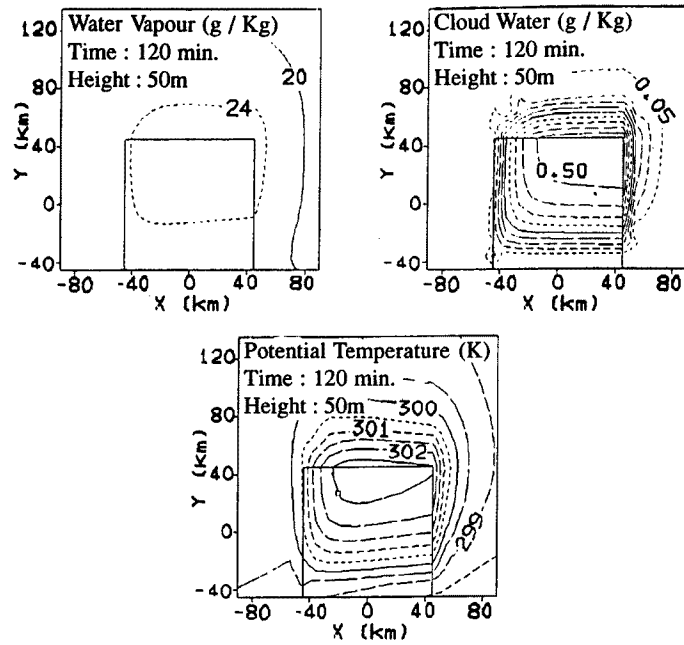 Water Vapour (g / Kg)
Time : 120 min.
Height : 50m
20
24
120
80
40
0
-40
Y (km)
-80 -40 0 40 80
X (km)
Cloud Water (g / Kg)
Time : 120 min.
Height : 50m
0.05
0.50
120
80
40
0
-40
Y (km)
-80 -40 0 40 80
X (km)
Potential Temperature (K)
Time : 120 min.
Height : 50m
300
301
302
299
120
80
40
0
-40
Y (km)
-80 -40 0 40 80
X (km)